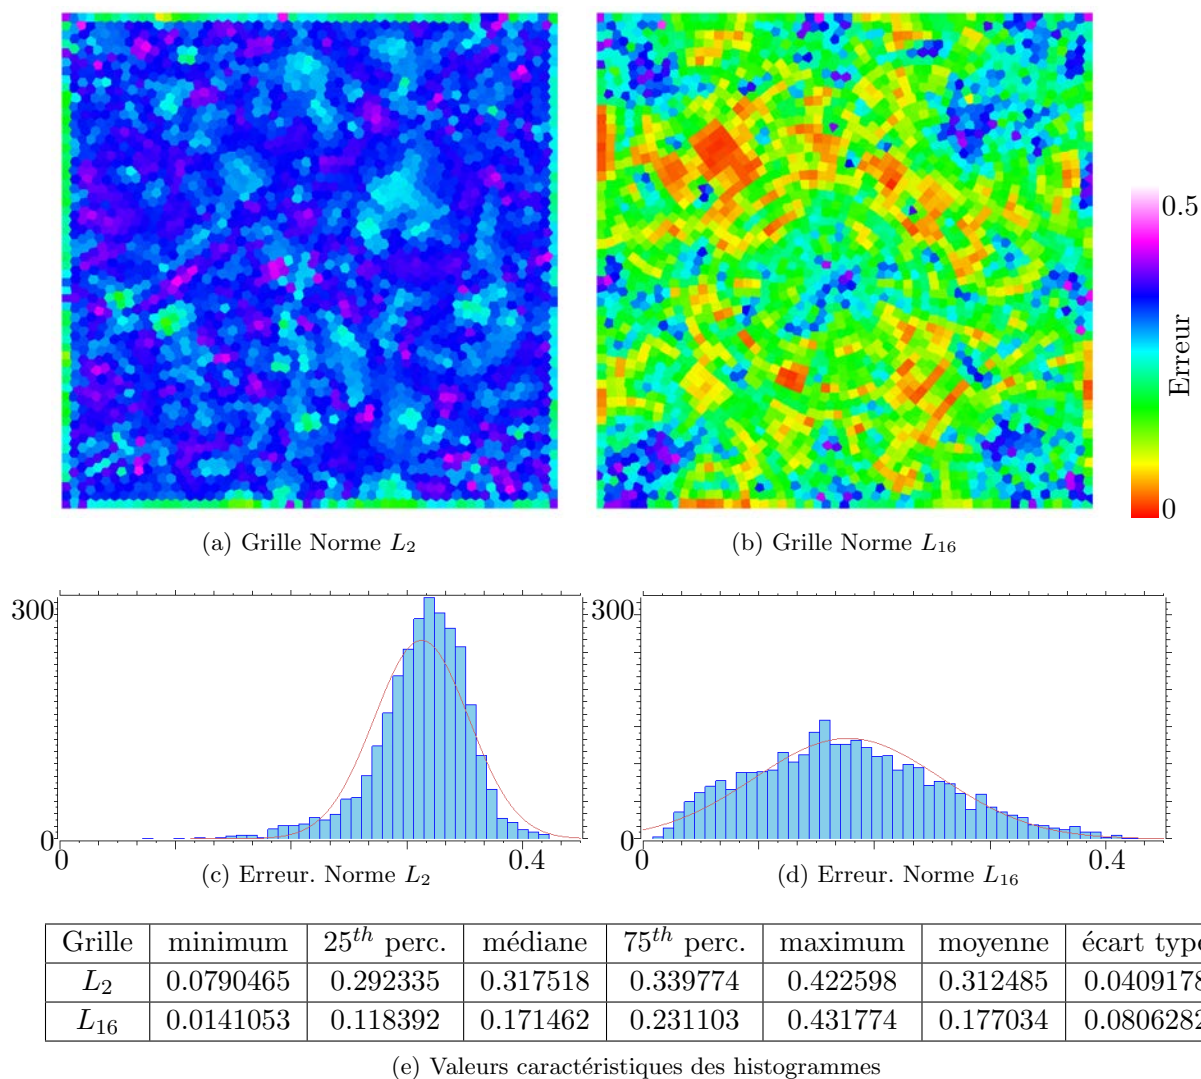 0.5
Erreur
0
(a) Grille Norme L2
(b) Grille Norme L16
300
0
0
0.4
(c) Erreur. Norme L2
300
0
0
0.4
(d) Erreur. Norme L16
Grille minimum 25th perc. médiane 75th perc. maximum moyenne écart type
L2 0.0790465 0.292335 0.317518 0.339774 0.422598 0.312485 0.0409178
L16 0.0141053 0.118392 0.171462 0.231103 0.431774 0.177034 0.0806282
(e) Valeurs caractéristiques des histogrammes